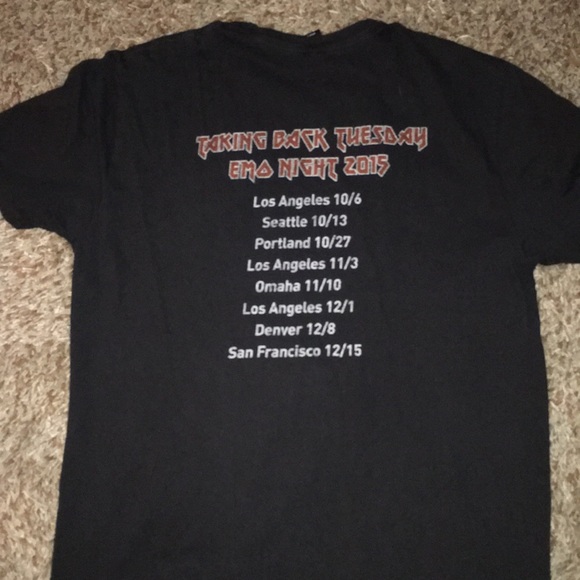 TAKING BACK TUESDAY
EMO NIGHT 2015
Los Angeles 10/6
Seattle 10/13
Portland 10/27
Los Angeles 11/3
Omaha 11/10
Los Angeles 12/1
Denver 12/8
San Francisco 12/15